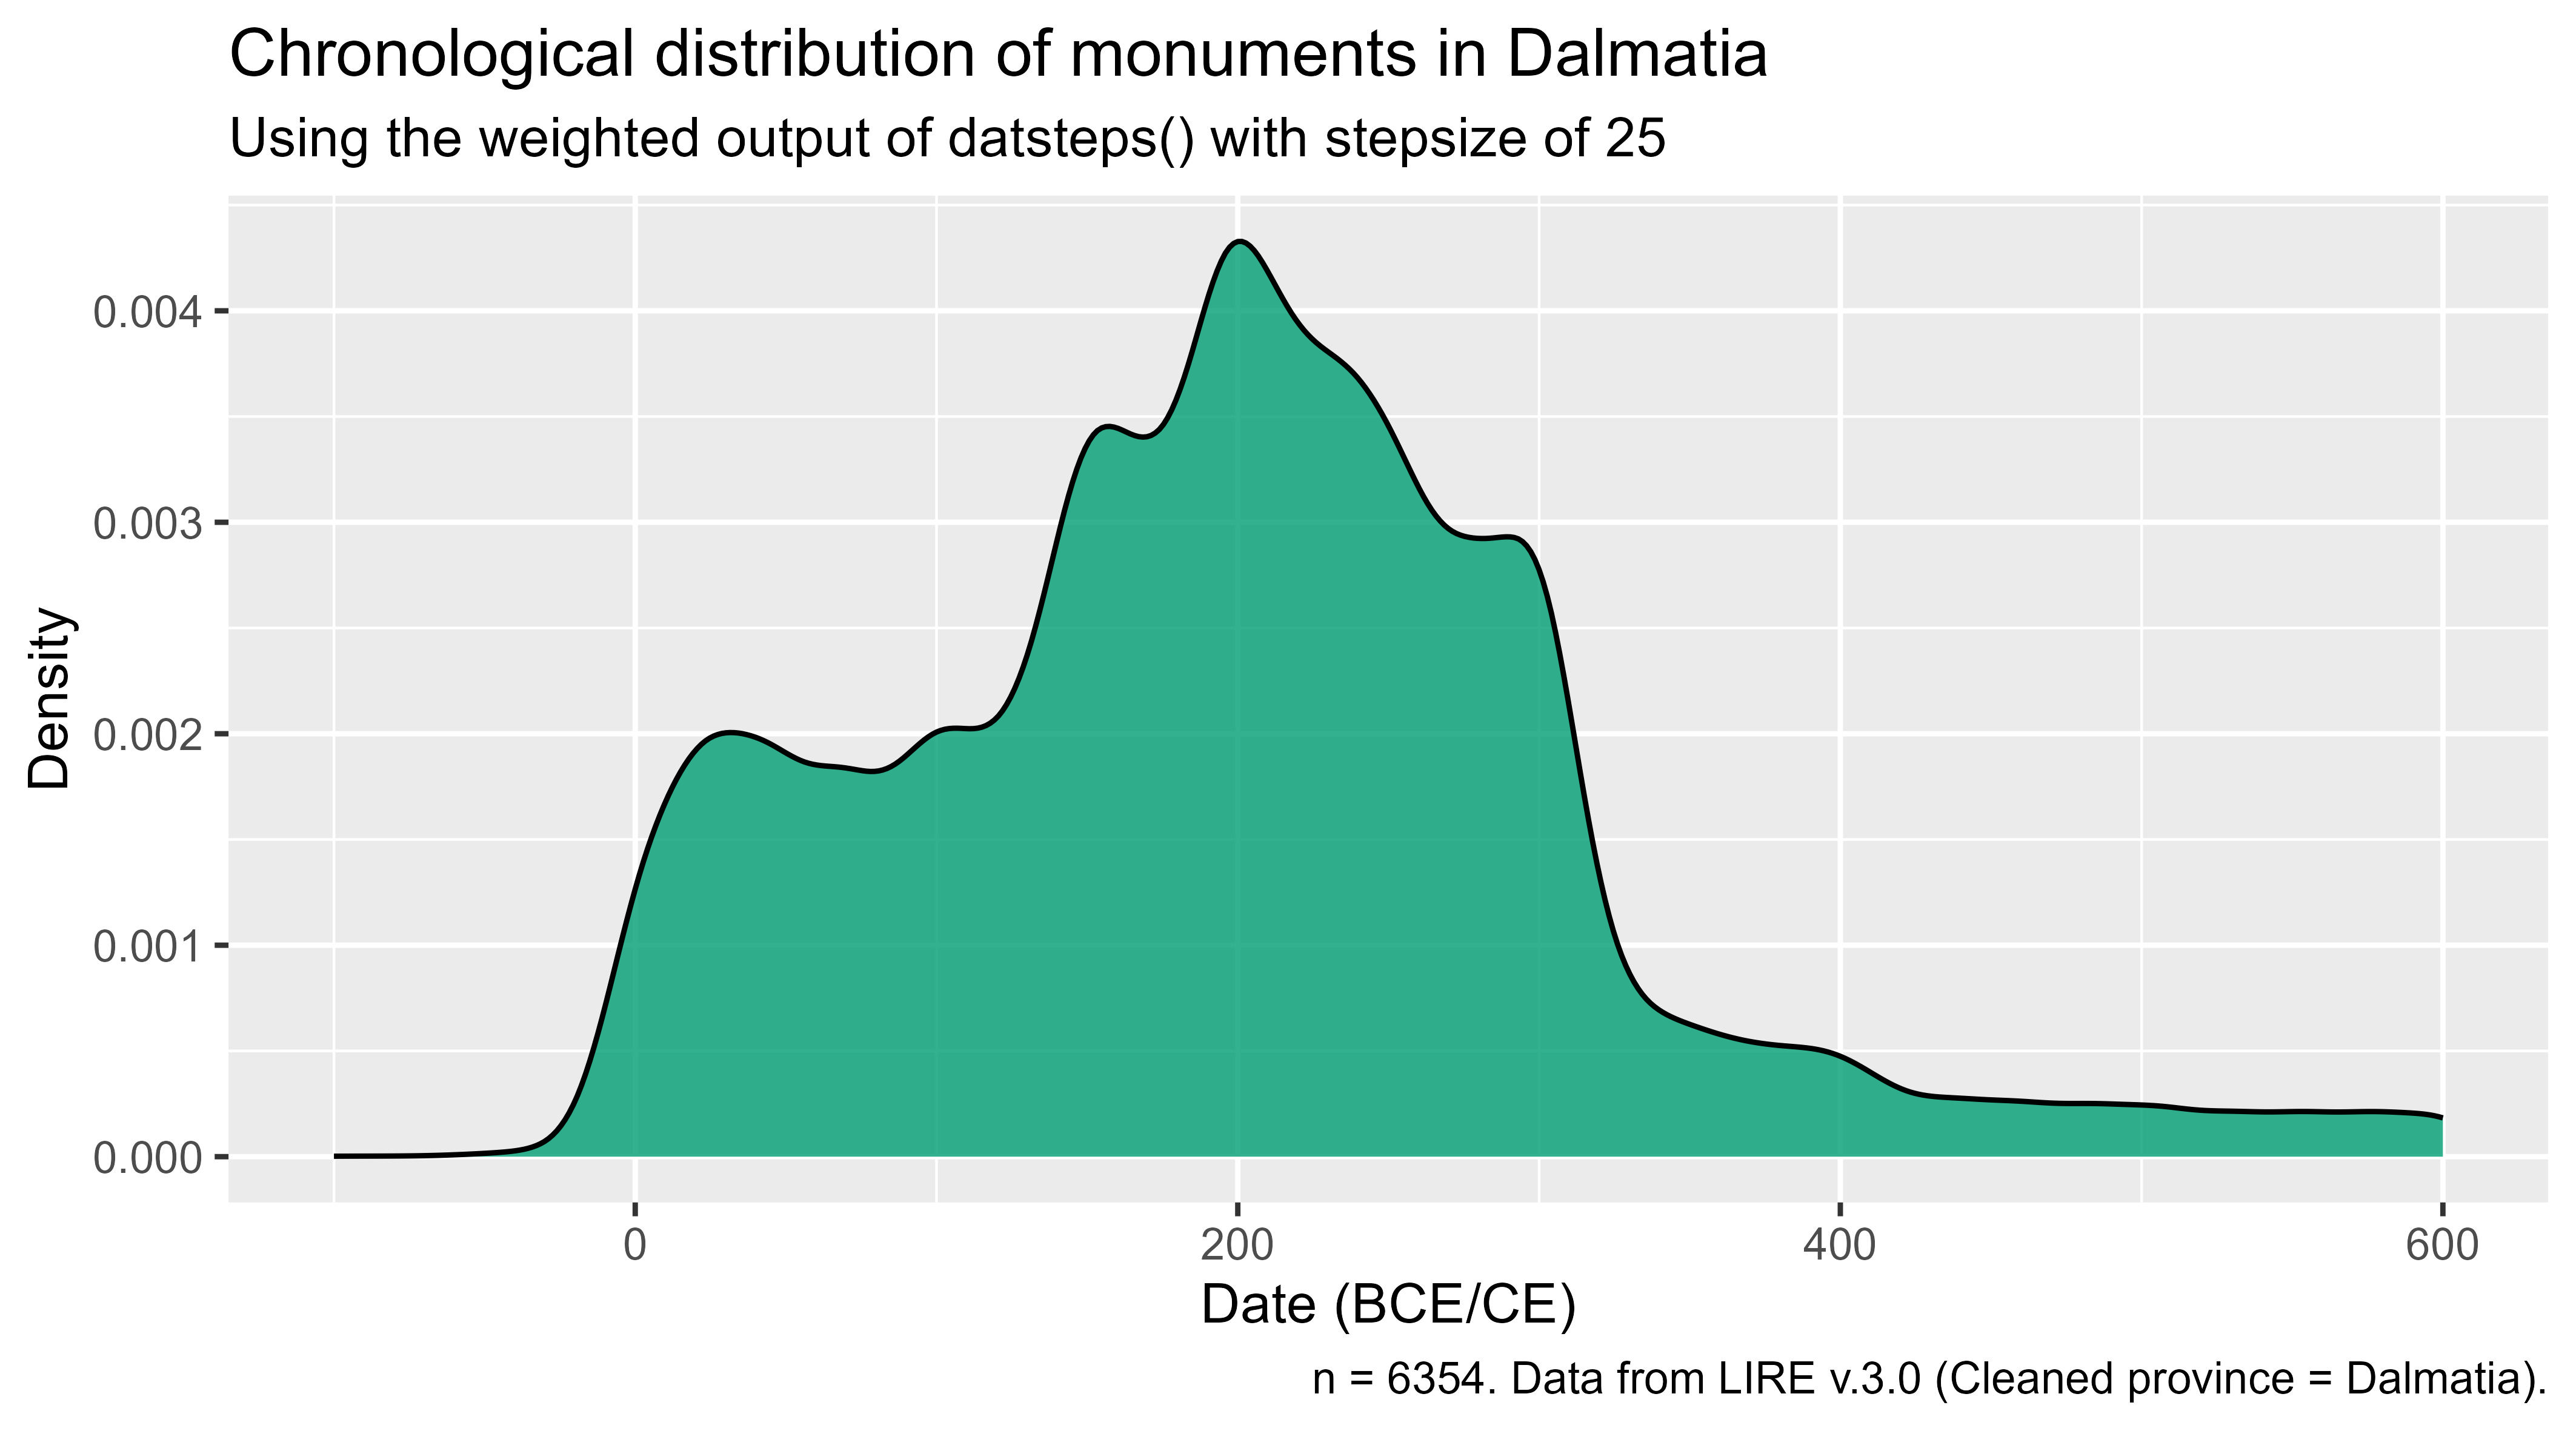 Chronological distribution of monuments in Dalmatia
Using the weighted output of datsteps() with stepsize of 25
Density
0.004
0.003
0.002
0.001
0.000
0 200 400 600
Date (BCE/CE)
n = 6354. Data from LIRE v.3.0 (Cleaned province = Dalmatia).